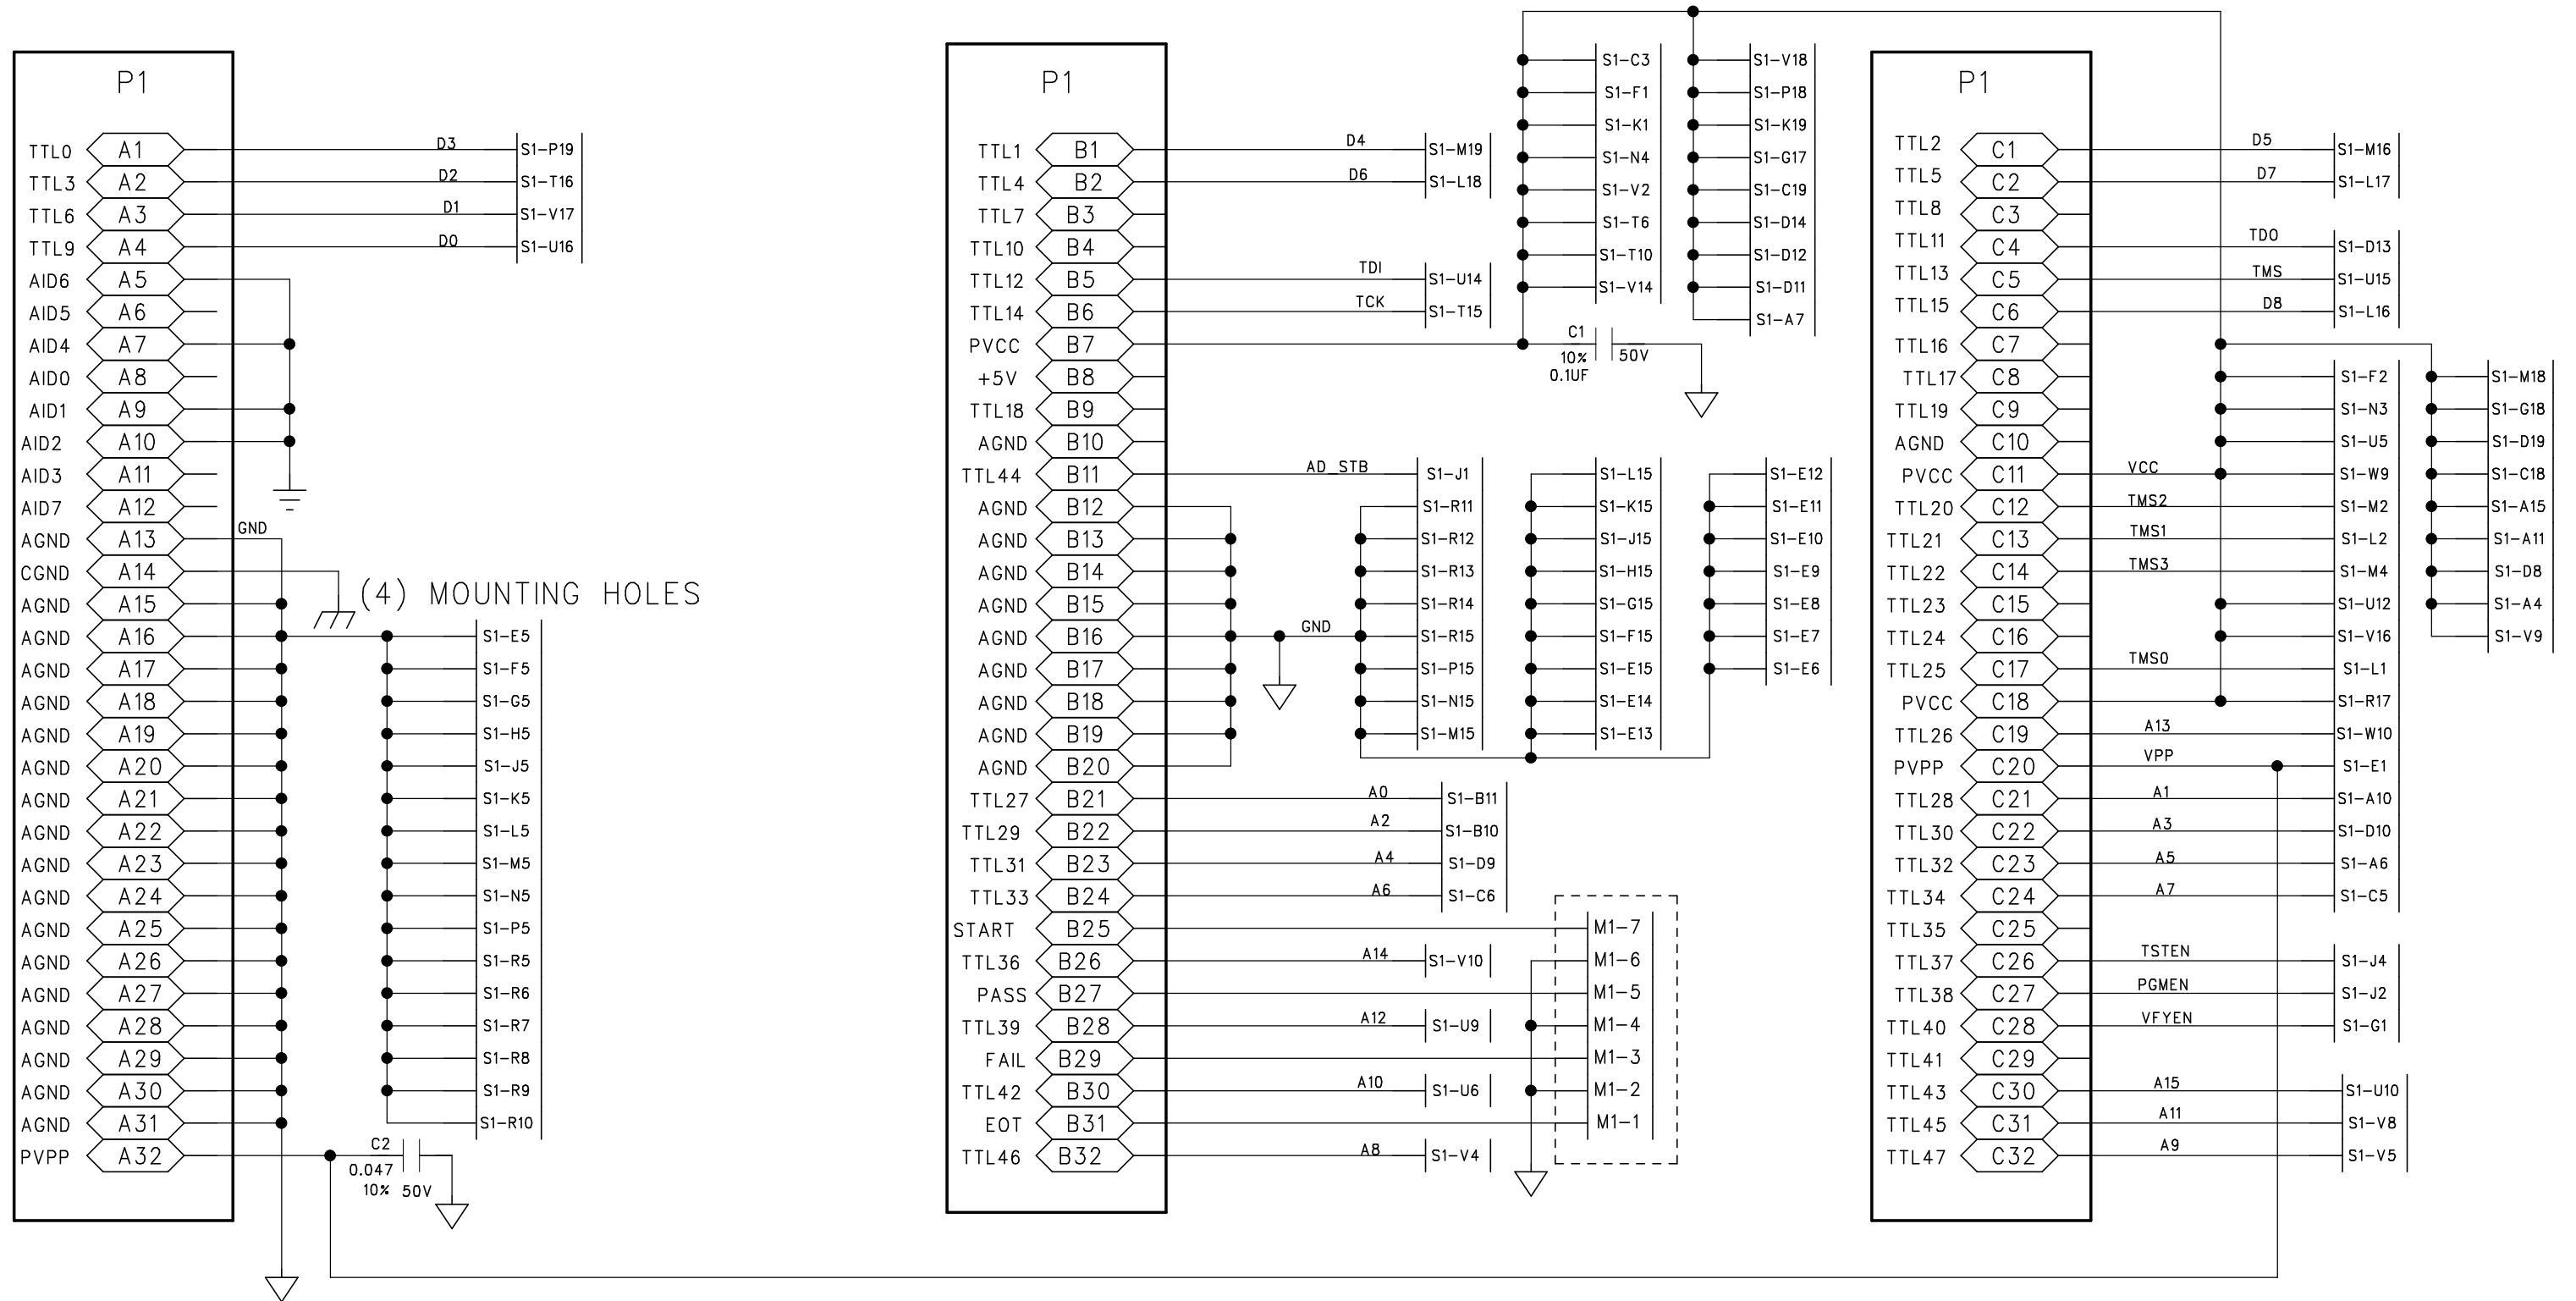 P1
TTL0 A1 D3 S1-P19
TTL3 A2 D2 S1-T16
TTL6 A3 D1 S1-V17
TTL9 A4 D0 S1-U16
AID6 A5
AID5 A6
AID4 A7
AID0 A8
AID1 A9
AID2 A10
AID3 A11
AID7 A12
AGND A13 GND
CGND A14 (4) MOUNTING HOLES
AGND A15
AGND A16 S1-E5
AGND A17 S1-F5
AGND A18 S1-G5
AGND A19 S1-H5
AGND A20 S1-J5
AGND A21 S1-K5
AGND A22 S1-L5
AGND A23 S1-M5
AGND A24 S1-N5
AGND A25 S1-P5
AGND A26 S1-R5
AGND A27 S1-R6
AGND A28 S1-R7
AGND A29 S1-R8
AGND A30 S1-R9
AGND A31 S1-R10
PVPP A32 C2
0.047
10% 50V
P1
S1-C3 S1-V18
S1-F1 S1-P18
S1-K1 S1-K19
TTL1 B1 D4 S1-M19 S1-N4 S1-G17
TTL4 B2 D6 S1-L18 S1-V2 S1-C19
TTL7 B3 S1-T6 S1-D14
TTL10 B4 S1-T10 S1-D12
TTL12 B5 TDI S1-U14 S1-V14 S1-D11
TTL14 B6 TCK S1-T15 S1-A7
PVCC B7 C1
10% 50V
0.1UF
+5V B8
TTL18 B9
AGND B10
TTL44 B11 AD_STB S1-J1 S1-L15 S1-E12
AGND B12 S1-R11 S1-K15 S1-E11
AGND B13 S1-R12 S1-J15 S1-E10
AGND B14 S1-R13 S1-H15 S1-E9
AGND B15 S1-R14 S1-G15 S1-E8
AGND B16 GND S1-R15 S1-F15 S1-E7
AGND B17 S1-P15 S1-E15 S1-E6
AGND B18 S1-N15 S1-E14
AGND B19 S1-M15 S1-E13
AGND B20
TTL27 B21 A0 S1-B11
TTL29 B22 A2 S1-B10
TTL31 B23 A4 S1-D9
TTL33 B24 A6 S1-C6
START B25 M1-7
TTL36 B26 A14 S1-V10 M1-6
PASS B27 M1-5
TTL39 B28 A12 S1-U9 M1-4
FAIL B29 M1-3
TTL42 B30 A10 S1-U6 M1-2
EOT B31 M1-1
TTL46 B32 A8 S1-V4
P1
TTL2 C1 D5 S1-M16
TTL5 C2 D7 S1-L17
TTL8 C3
TTL11 C4 TDO S1-D13
TTL13 C5 TMS S1-U15
TTL15 C6 D8 S1-L16
TTL16 C7
TTL17 C8 S1-F2 S1-M18
TTL19 C9 S1-N3 S1-G18
AGND C10 S1-U5 S1-D19
PVCC C11 VCC S1-W9 S1-C18
TTL20 C12 TMS2 S1-M2 S1-A15
TTL21 C13 TMS1 S1-L2 S1-A11
TTL22 C14 TMS3 S1-M4 S1-D8
TTL23 C15 S1-U12 S1-A4
TTL24 C16 S1-V16 S1-V9
TTL25 C17 TMS0 S1-L1
PVCC C18 S1-R17
TTL26 C19 A13 S1-W10
PVPP C20 VPP S1-E1
TTL28 C21 A1 S1-A10
TTL30 C22 A3 S1-D10
TTL32 C23 A5 S1-A6
TTL34 C24 A7 S1-C5
TTL35 C25
TTL37 C26 TSTEN S1-J4
TTL38 C27 PGMEN S1-J2
TTL40 C28 VFYEN S1-G1
TTL41 C29
TTL43 C30 A15 S1-U10
TTL45 C31 A11 S1-V8
TTL47 C32 A9 S1-V5